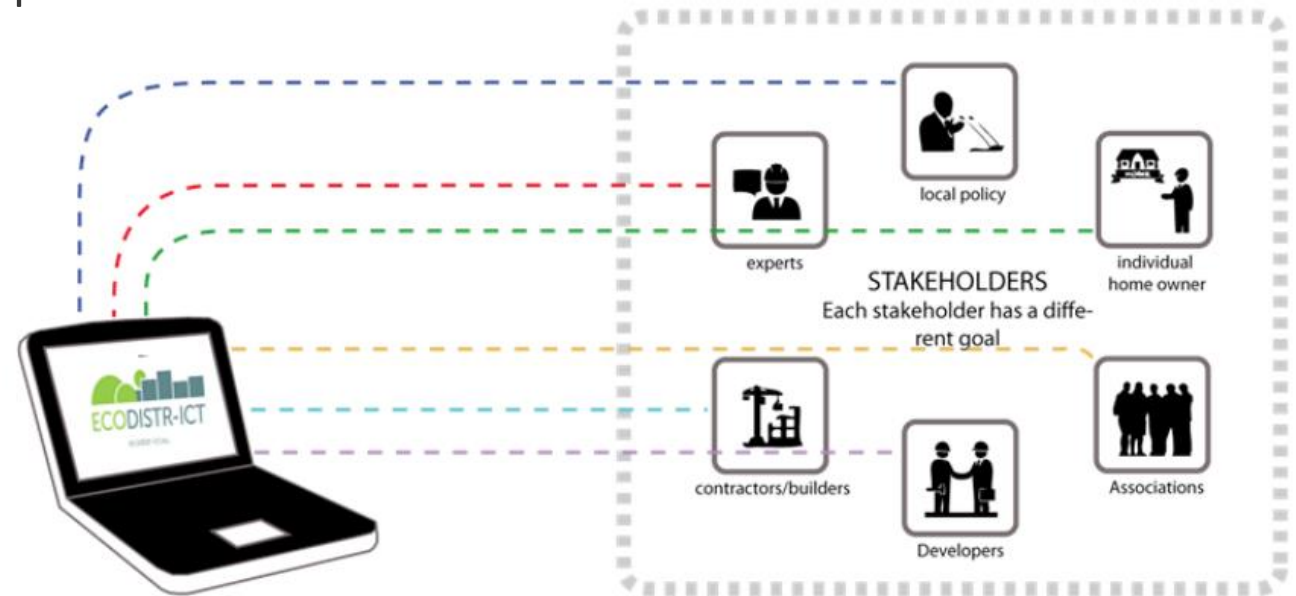 local policy
experts
individual
home owner
STAKEHOLDERS
Each stakeholder has a diffe-
rent goal
ECODISTR-ICT
contractors/builders
Associations
Developers